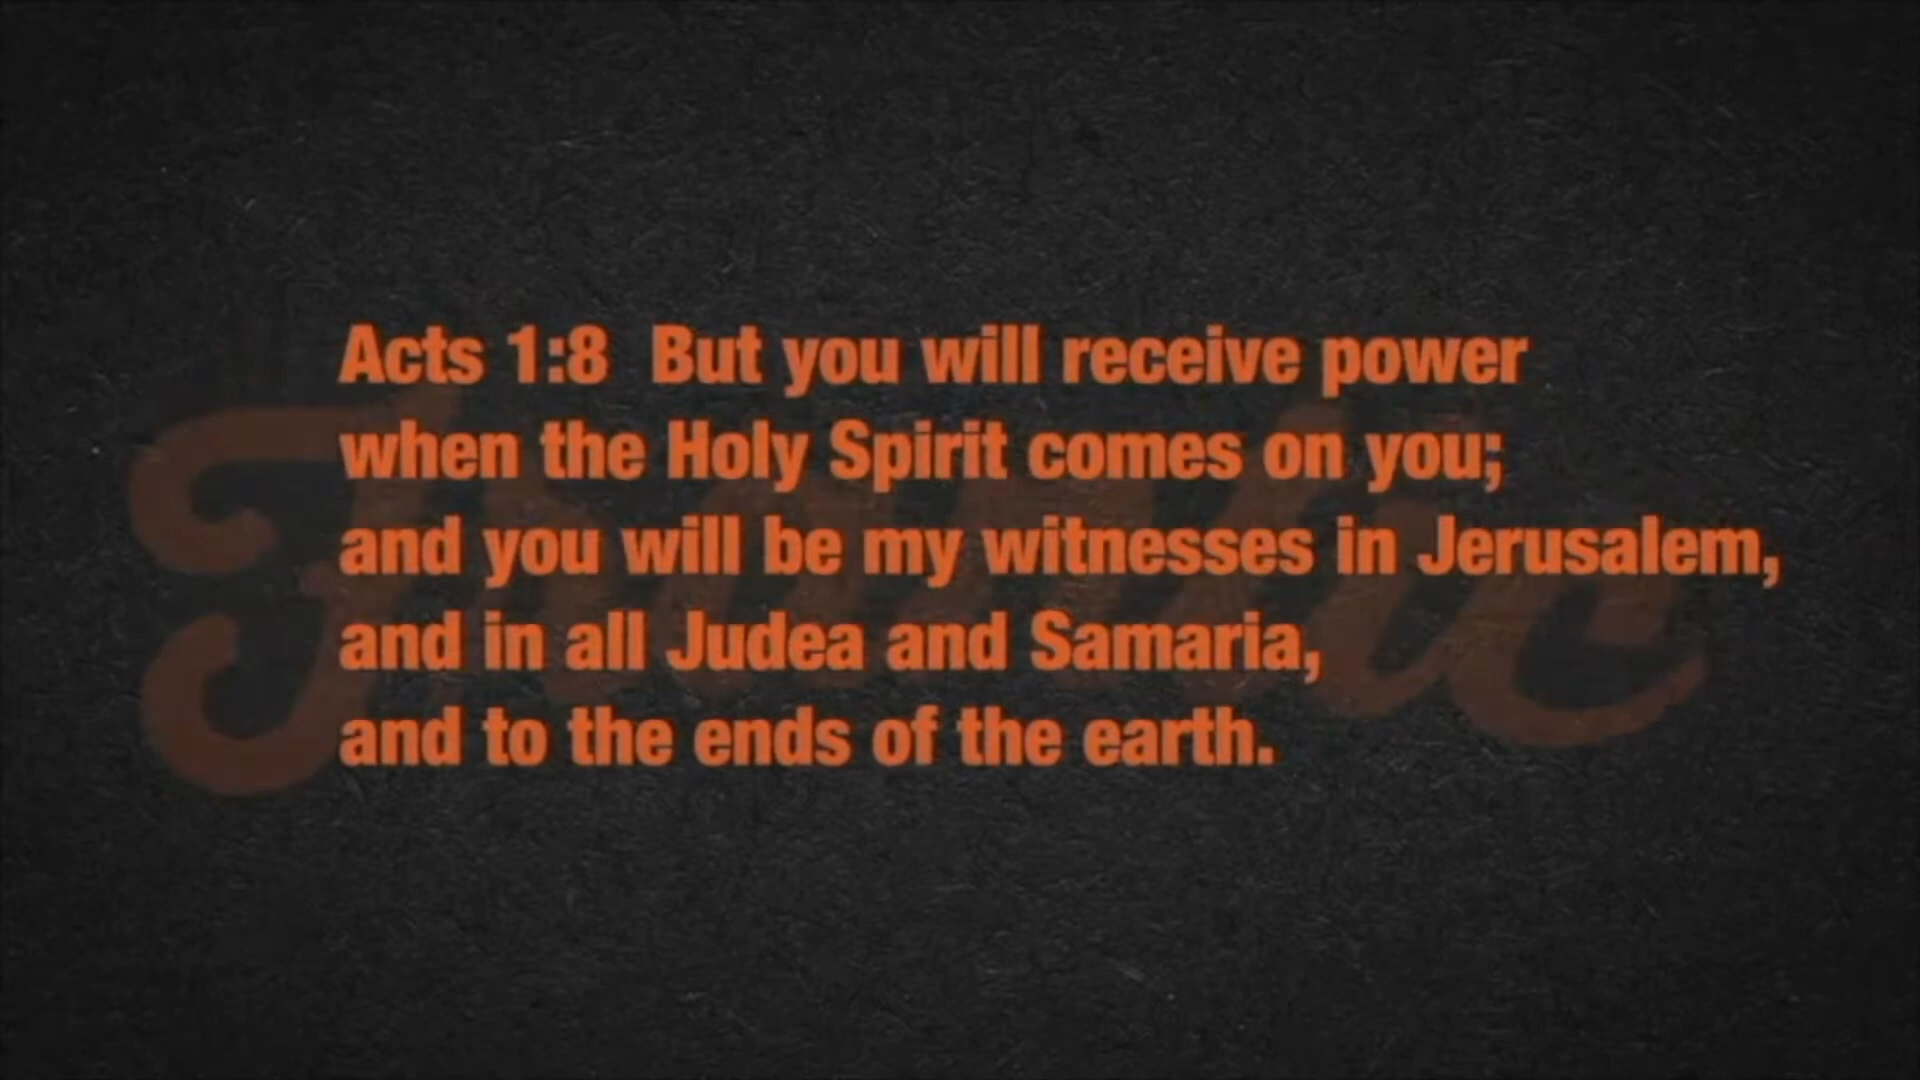 Acts 1:8 But you will receive power
when the Holy Spirit comes on you;
and you will be my witnesses in Jerusalem,
and in all Judea and Samaria,
and to the ends of the earth.